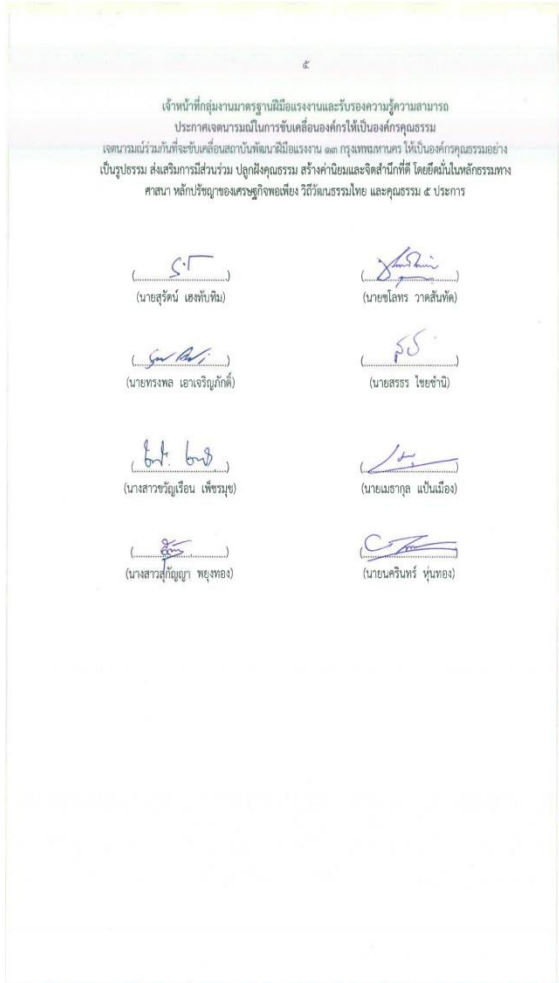 ๕
เจ้าหน้าที่กลุ่มงานมาตรฐานฝีมือแรงงานและรับรองความรู้ความสามารถ
ประกาศเจตนารมณ์ในการขับเคลื่อนองค์กรให้เป็นองค์กรคุณธรรม
เจตนารมณ์ร่วมกันที่จะขับเคลื่อนสถาบันพัฒนาฝีมือแรงงาน ๑๓ กรุงเทพมหานคร ให้เป็นองค์กรคุณธรรมอย่าง
เป็นรูปธรรม ส่งเสริมการมีส่วนร่วม ปลูกฝังคุณธรรม สร้างค่านิยมและจิตสำนึกที่ดี โดยยึดมั่นในหลักธรรมทาง
ศาสนา หลักปรัชญาของเศรษฐกิจพอเพียง วิถีวัฒนธรรมไทย และคุณธรรม ๕ ประการ
(นายสุรัตน์ เฮงทับทิม) (นายชโลทร วาดสันทัด)
(นายทรงพล เอาเจริญภักดิ์) (นายสรธร ไชยชำนิ)
(นางสาวขวัญเรือน เพ็ชรมุข) (นายเมธากุล แป้นเมือง)
(นางสาวสุกัญญา พยุงทอง) (นายนครินทร์ หุ่นทอง)